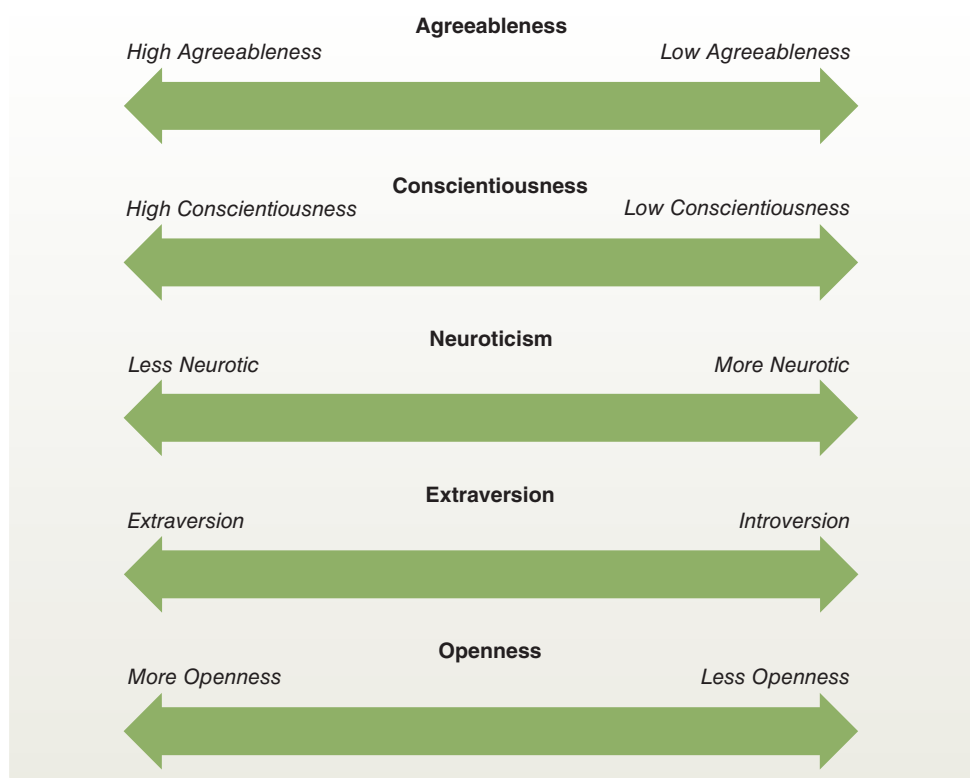 Agreeableness
High Agreeableness Low Agreeableness
Conscientiousness
High Conscientiousness Low Conscientiousness
Neuroticism
Less Neurotic More Neurotic
Extraversion
Extraversion Introversion
Openness
More Openness Less Openness